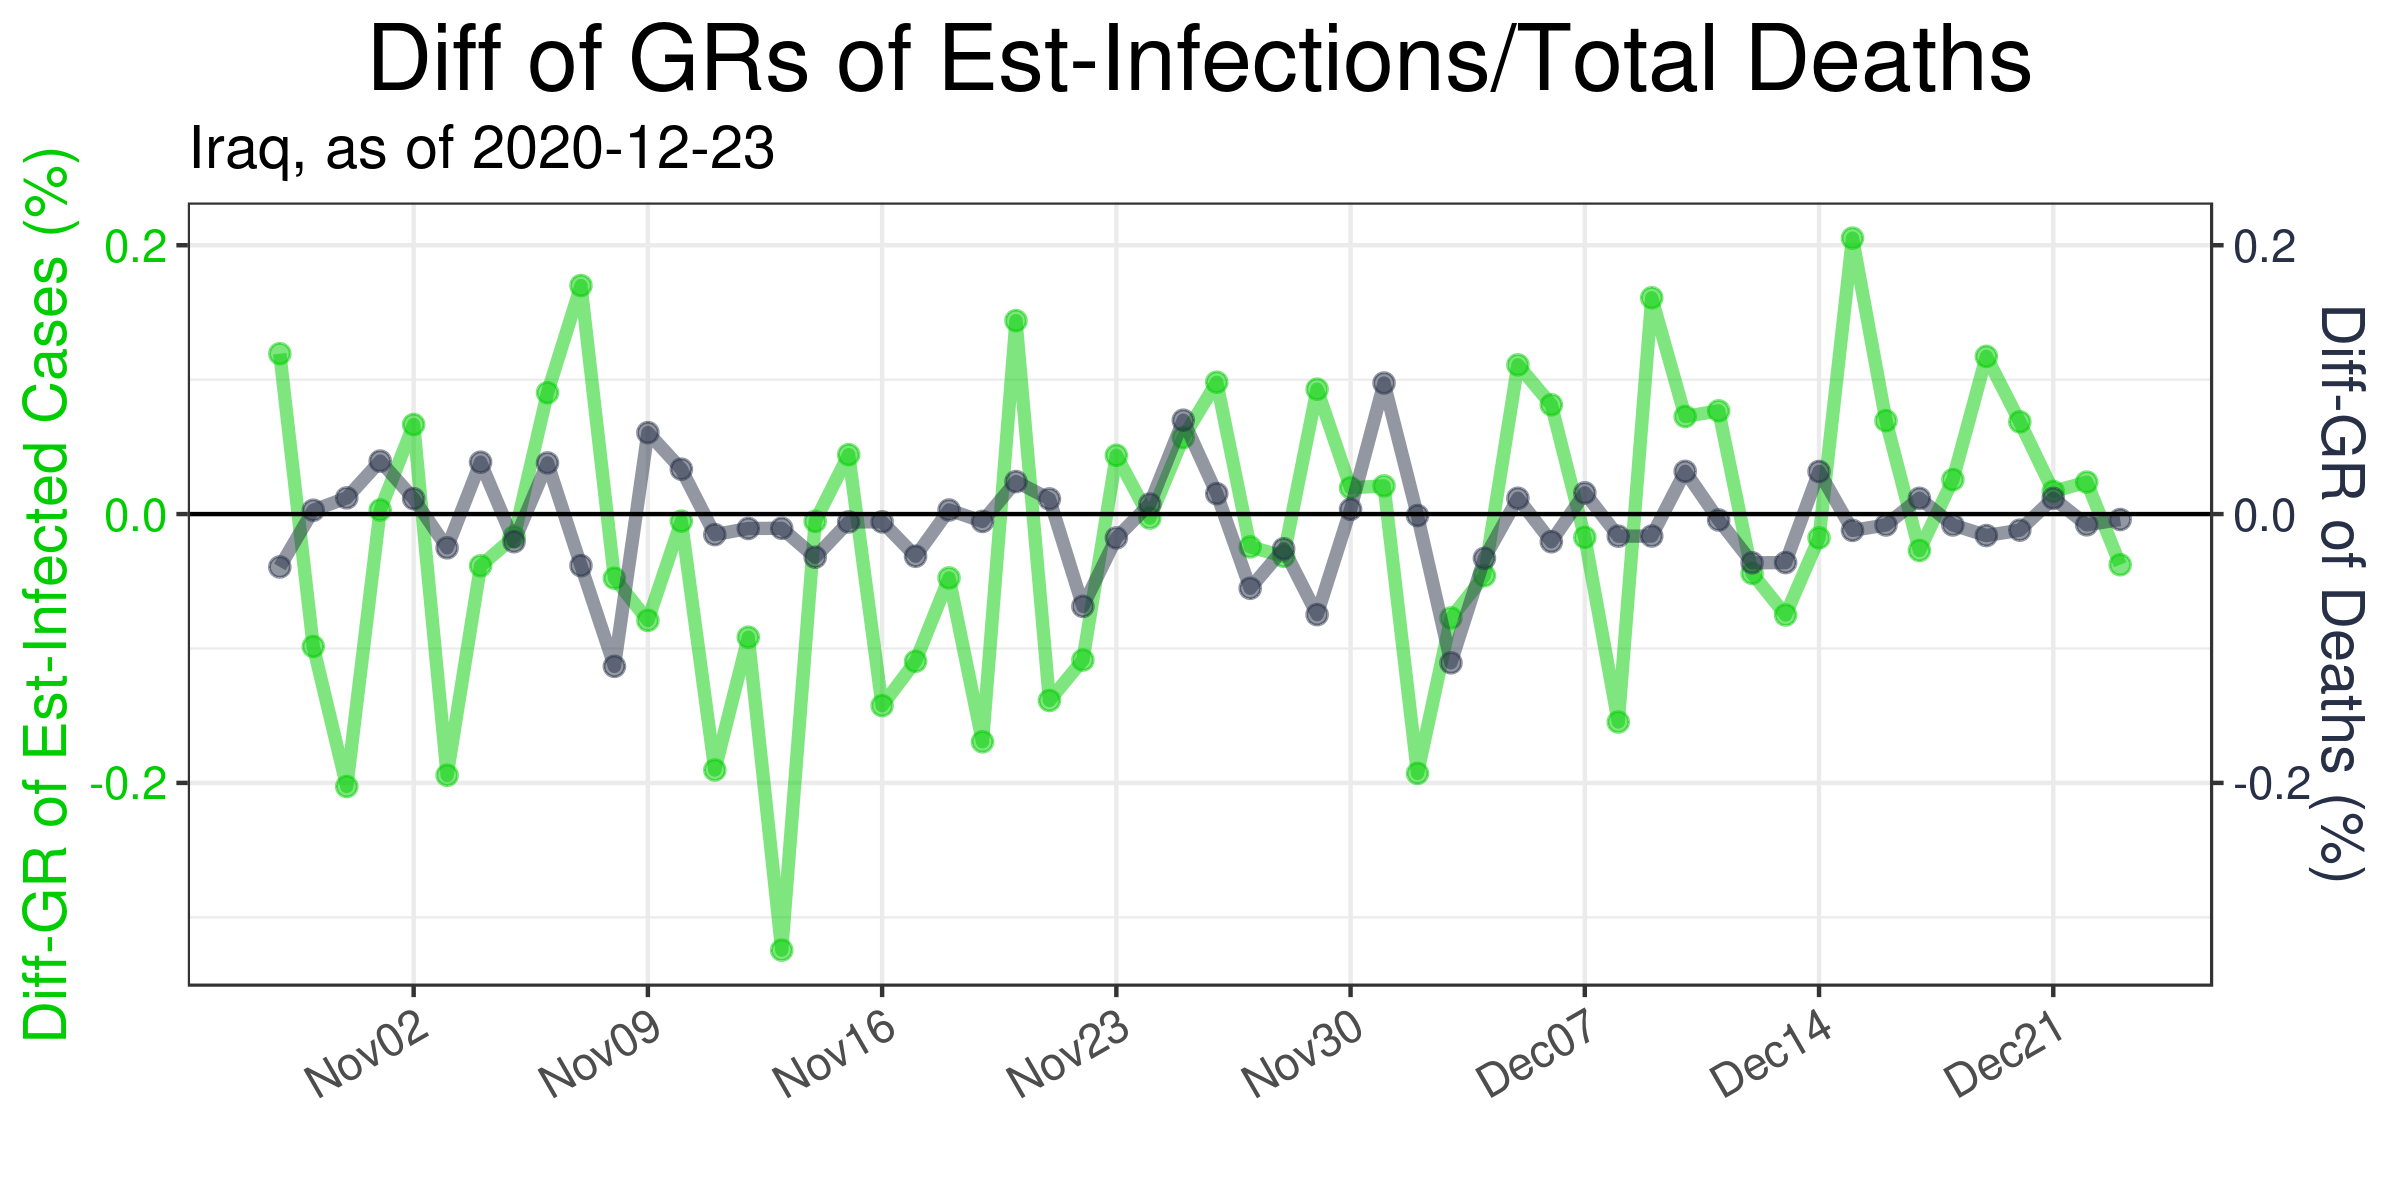 Diff of GRs of Est-Infections/Total Deaths
Iraq, as of 2020-12-23
Diff-GR of Est-Infected Cases (%)
0.2
0.0
-0.2
0.2
0.0
-0.2
Diff-GR of Deaths (%)
Nov02
Nov09
Nov16
Nov23
Nov30
Dec07
Dec14
Dec21